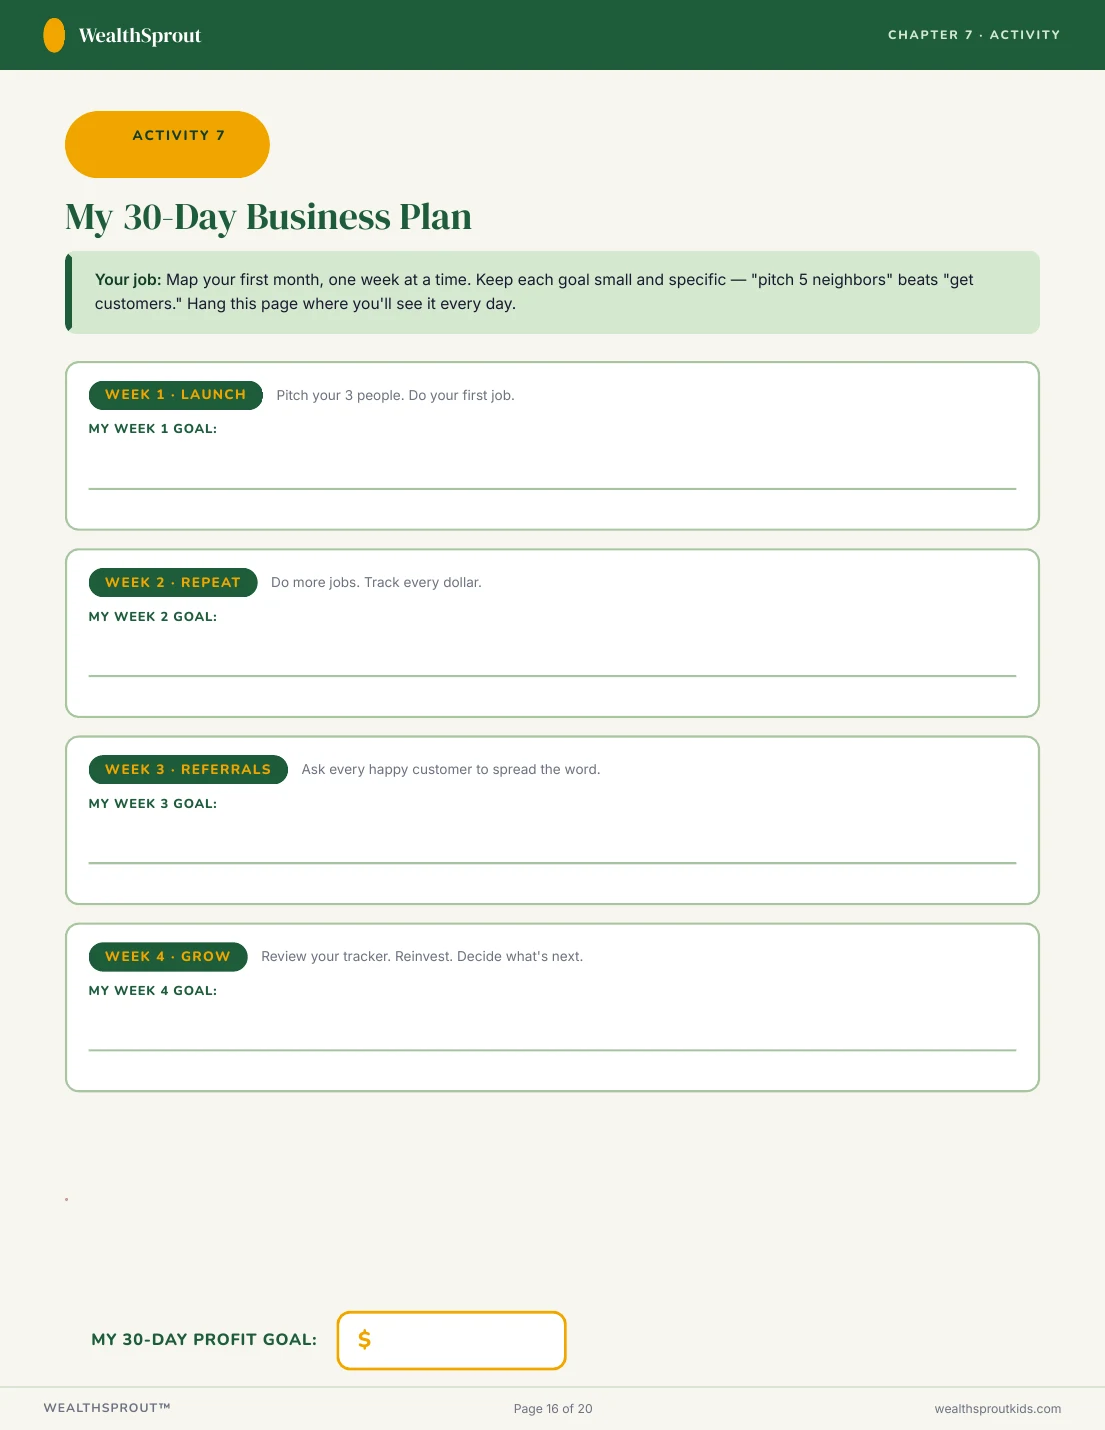 WealthSprout
CHAPTER 7 · ACTIVITY
ACTIVITY 7
My 30-Day Business Plan
Your job: Map your first month, one week at a time. Keep each goal small and specific — "pitch 5 neighbors" beats "get
customers." Hang this page where you'll see it every day.
WEEK 1 · LAUNCH Pitch your 3 people. Do your first job.
MY WEEK 1 GOAL:
WEEK 2 · REPEAT Do more jobs. Track every dollar.
MY WEEK 2 GOAL:
WEEK 3 · REFERRALS Ask every happy customer to spread the word.
MY WEEK 3 GOAL:
WEEK 4 · GROW Review your tracker. Reinvest. Decide what's next.
MY WEEK 4 GOAL:
.
MY 30-DAY PROFIT GOAL: $
WEALTHSPROUT™ Page 16 of 20 wealthsproutkids.com